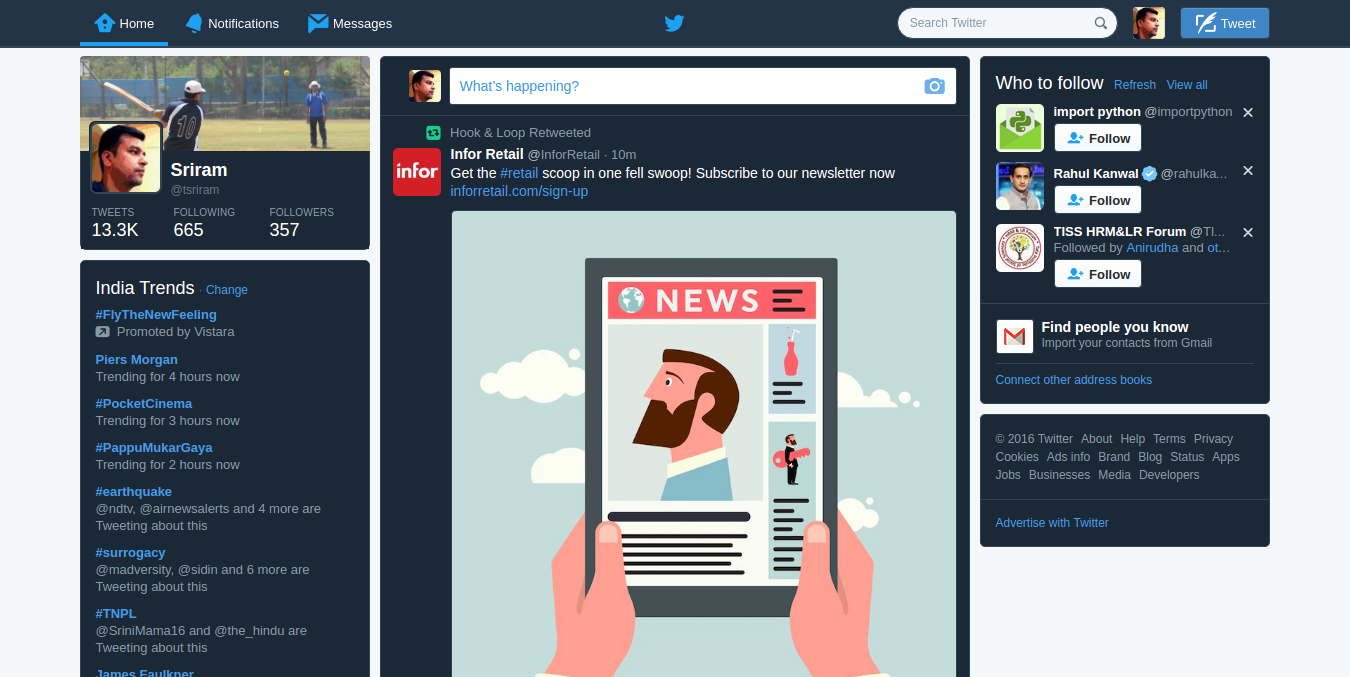 Home
Notifications
Messages
Search Twitter
Tweet
10
Sriram
@tsriram
TWEETS FOLLOWING FOLLOWERS
13.3K 665 357
India Trends · Change
#FlyTheNewFeeling
Promoted by Vistara
Piers Morgan
Trending for 4 hours now
#PocketCinema
Trending for 3 hours now
#PappuMukarGaya
Trending for 2 hours now
#earthquake
@ndtv, @airnewsalerts and 4 more are
Tweeting about this
#surrogacy
@madversity, @sidin and 6 more are
Tweeting about this
#TNPL
@SriniMama16 and @the_hindu are
Tweeting about this
James Faulkner
What's happening?
Hook & Loop Retweeted
infor
Infor Retail @InforRetail · 10m
Get the #retail scoop in one fell swoop! Subscribe to our newsletter now
inforretail.com/sign-up
NEWS
Who to follow Refresh View all
import python @importpython
Follow
Rahul Kanwal @rahulka...
Follow
TISS HRM&LR Forum @TI...
Followed by Anirudha and ot...
Follow
Find people you know
Import your contacts from Gmail
Connect other address books
© 2016 Twitter About Help Terms Privacy
Cookies Ads info Brand Blog Status Apps
Jobs Businesses Media Developers
Advertise with Twitter